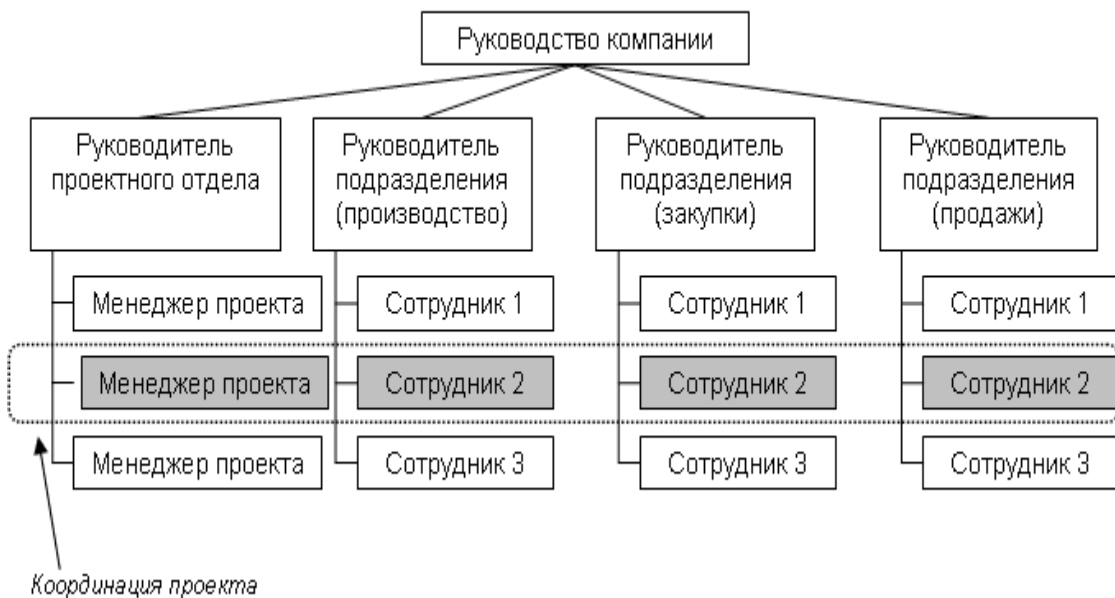 Руководство компании
Руководитель
проектного отдела
Руководитель
подразделения
(производство)
Руководитель
подразделения
(закупки)
Руководитель
подразделения
(продажи)
Менеджер проекта
Сотрудник 1
Сотрудник 1
Сотрудник 1
Менеджер проекта
Сотрудник 2
Сотрудник 2
Сотрудник 2
Менеджер проекта
Сотрудник 3
Сотрудник 3
Сотрудник 3
Координация проекта